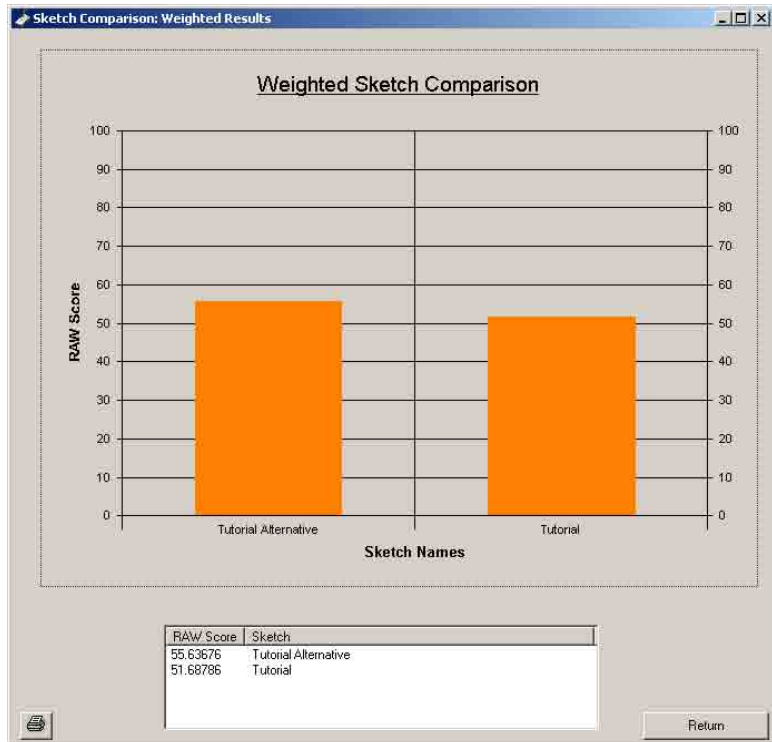 Sketch Comparison: Weighted Results
Weighted Sketch Comparison
100 100
90 90
80 80
70 70
60 60
50 50
40 40
30 30
20 20
10 10
0 0
RAW Score
Tutorial Alternative Tutorial
Sketch Names
RAW Score Sketch
55.63676 Tutorial Alternative
51.68786 Tutorial
Return